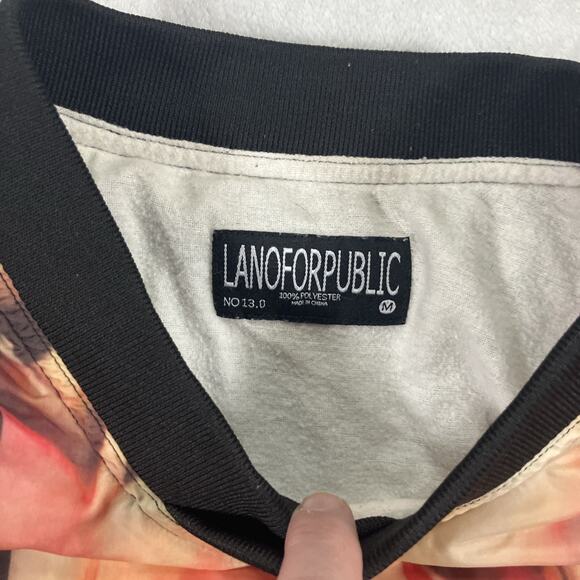 LANOFORPUBLIC
100% POLYESTER
NO 13.0
MADE IN CHINA
M